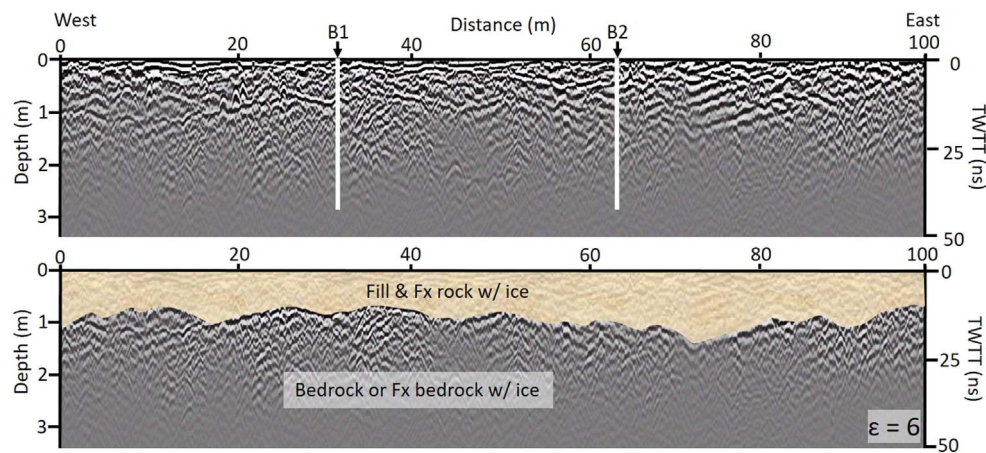 West East
B1 Distance (m) B2
0 20 40 60 80 100
0
1
2
3
Depth (m)
0
25
50
TWTT (ns)
0 20 40 60 80 100
0
1
2
3
Depth (m)
Fill & Fx rock w/ ice
Bedrock or Fx bedrock w/ ice
ε = 6
0
25
50
TWTT (ns)